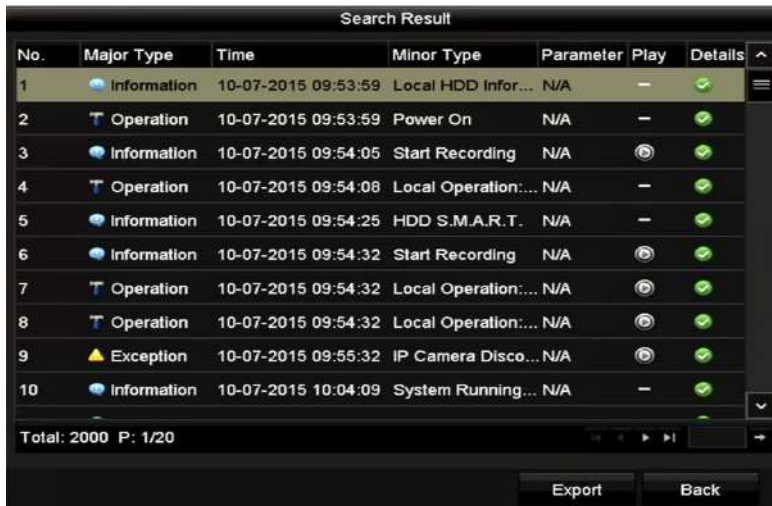 Search Result
No. Major Type Time Minor Type Parameter Play Details
1 Information 10-07-2015 09:53:59 Local HDD Infor... N/A –
2 Operation 10-07-2015 09:53:59 Power On N/A –
3 Information 10-07-2015 09:54:05 Start Recording N/A
4 Operation 10-07-2015 09:54:08 Local Operation:... N/A –
5 Information 10-07-2015 09:54:25 HDD S.M.A.R.T. N/A –
6 Information 10-07-2015 09:54:32 Start Recording N/A
7 Operation 10-07-2015 09:54:32 Local Operation:... N/A
8 Operation 10-07-2015 09:54:32 Local Operation:... N/A
9 Exception 10-07-2015 09:55:32 IP Camera Disco... N/A
10 Information 10-07-2015 10:04:09 System Running... N/A –
Total: 2000 P: 1/20
Export Back